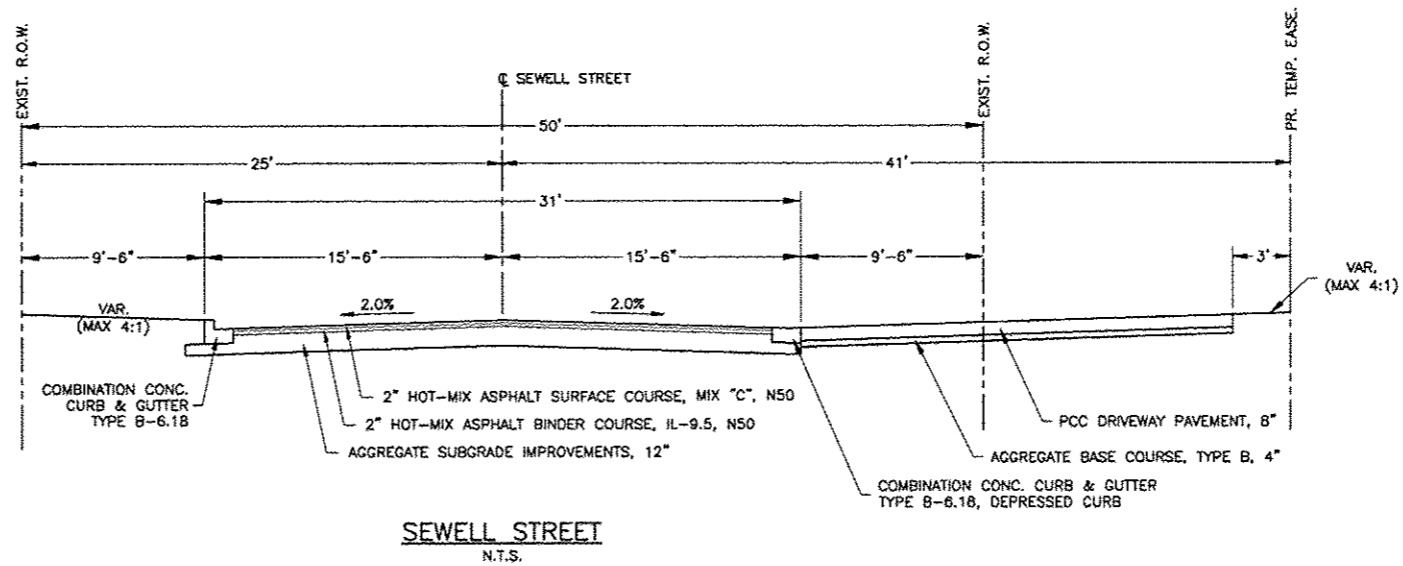 EXIST. R.O.W.
EXIST. R.O.W.
PR. TEMP. EASE.
℄ SEWELL STREET
50'
25'
41'
31'
9'-6"
15'-6"
15'-6"
9'-6"
3'
VAR.
(MAX 4:1)
2.0%
2.0%
VAR.
(MAX 4:1)
COMBINATION CONC.
CURB & GUTTER
TYPE B-6.18
2" HOT-MIX ASPHALT SURFACE COURSE, MIX "C", N50
2" HOT-MIX ASPHALT BINDER COURSE, IL-9.5, N50
AGGREGATE SUBGRADE IMPROVEMENTS, 12"
PCC DRIVEWAY PAVEMENT, 8"
AGGREGATE BASE COURSE, TYPE B, 4"
COMBINATION CONC. CURB & GUTTER
TYPE B-6.18, DEPRESSED CURB
SEWELL STREET
N.T.S.